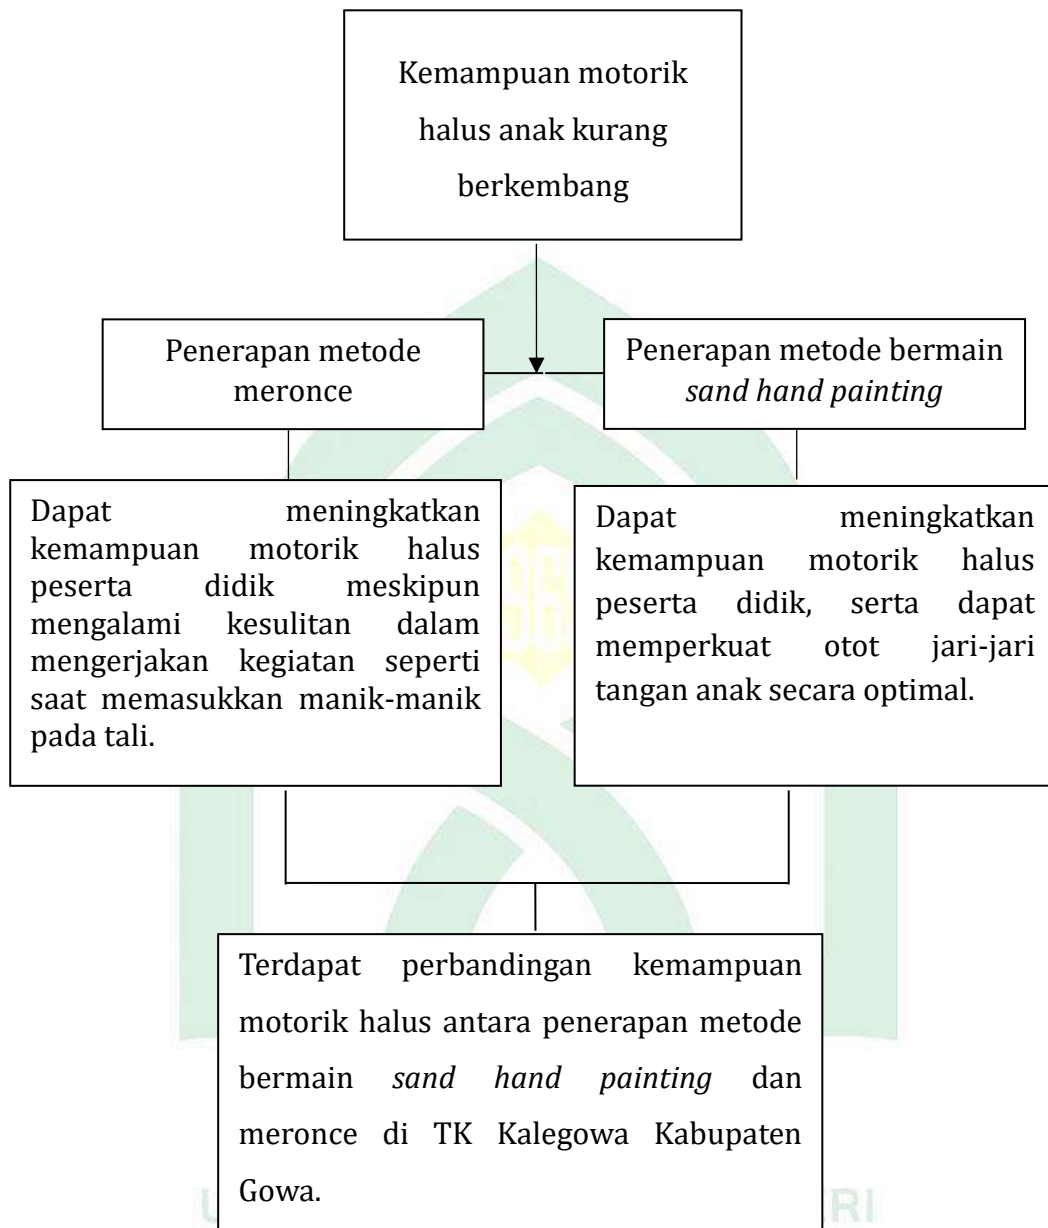 Kemampuan motorik
halus anak kurang
berkembang
Penerapan metode
meronce
Penerapan metode bermain
sand hand painting
Dapat meningkatkan
kemampuan motorik halus
peserta didik meskipun
mengalami kesulitan dalam
mengerjakan kegiatan seperti
saat memasukkan manik-manik
pada tali.
Dapat meningkatkan
kemampuan motorik halus
peserta didik, serta dapat
memperkuat otot jari-jari
tangan anak secara optimal.
Terdapat perbandingan kemampuan
motorik halus antara penerapan metode
bermain sand hand painting dan
meronce di TK Kalegowa Kabupaten
Gowa.